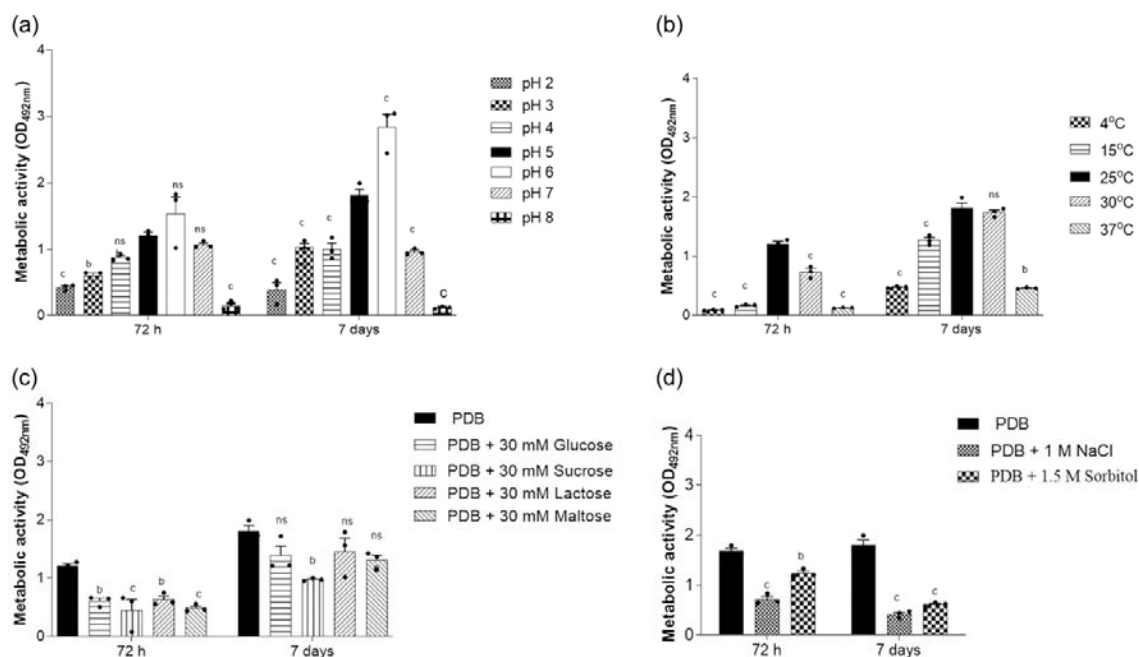 (a)
Metabolic activity (OD492nm)
4
3
2
1
0
c
b
ns
ns
ns
c
c
c
c
c
c
c
72 h
7 days
pH 2
pH 3
pH 4
pH 5
pH 6
pH 7
pH 8
(b)
Metabolic activity (OD492nm)
4
3
2
1
0
c
c
c
c
c
c
ns
b
72 h
7 days
4°C
15°C
25°C
30°C
37°C
(c)
Metabolic activity (OD492nm)
4
3
2
1
0
b
c
b
c
ns
b
ns
ns
72 h
7 days
PDB
PDB + 30 mM Glucose
PDB + 30 mM Sucrose
PDB + 30 mM Lactose
PDB + 30 mM Maltose
(d)
Metabolic activity (OD492nm)
4
3
2
1
0
c
b
c
c
72 h
7 days
PDB
PDB + 1 M NaCl
PDB + 1.5 M Sorbitol